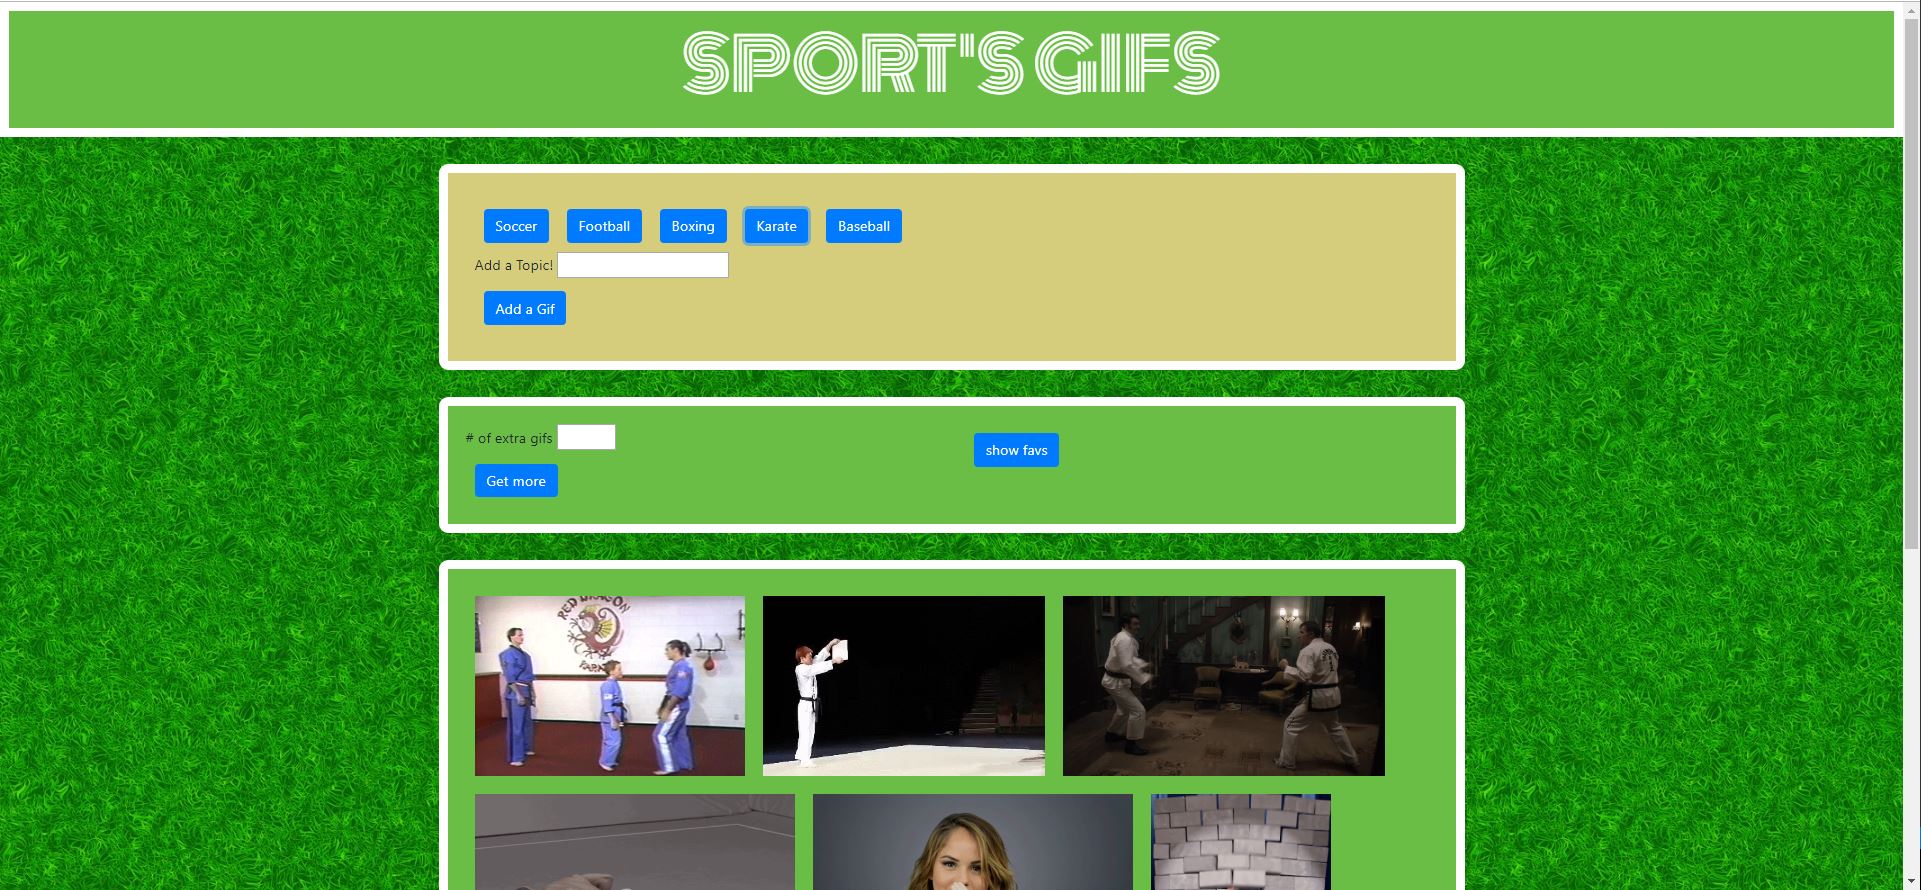 SPORT'S GIFS
Soccer Football Boxing Karate Baseball
Add a Topic!
Add a Gif
# of extra gifs
show favs
Get more
RED DRAGON